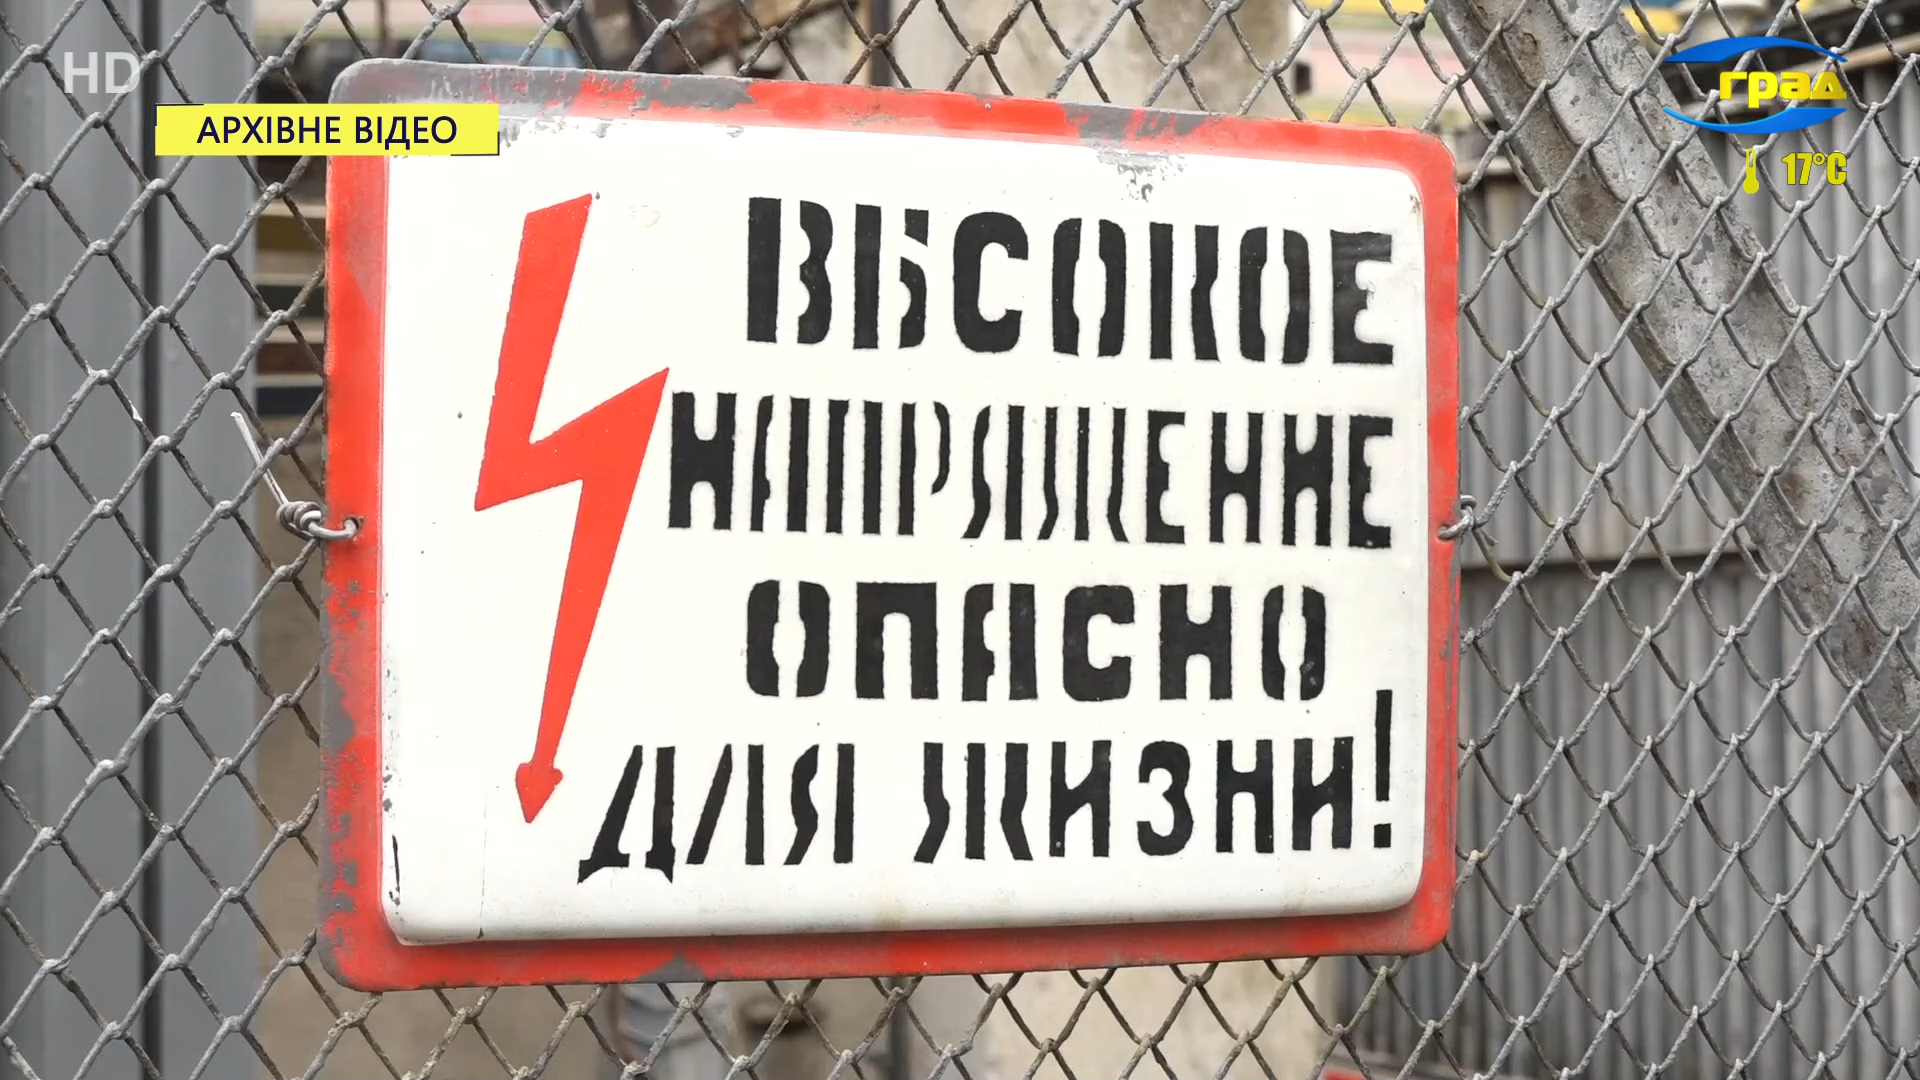 HD
АРХІВНЕ ВІДЕО
град
17°C
ВЫСОКОЕ
НАПРЯЖЕНИЕ
ОПАСНО
ДЛЯ ЖИЗНИ!